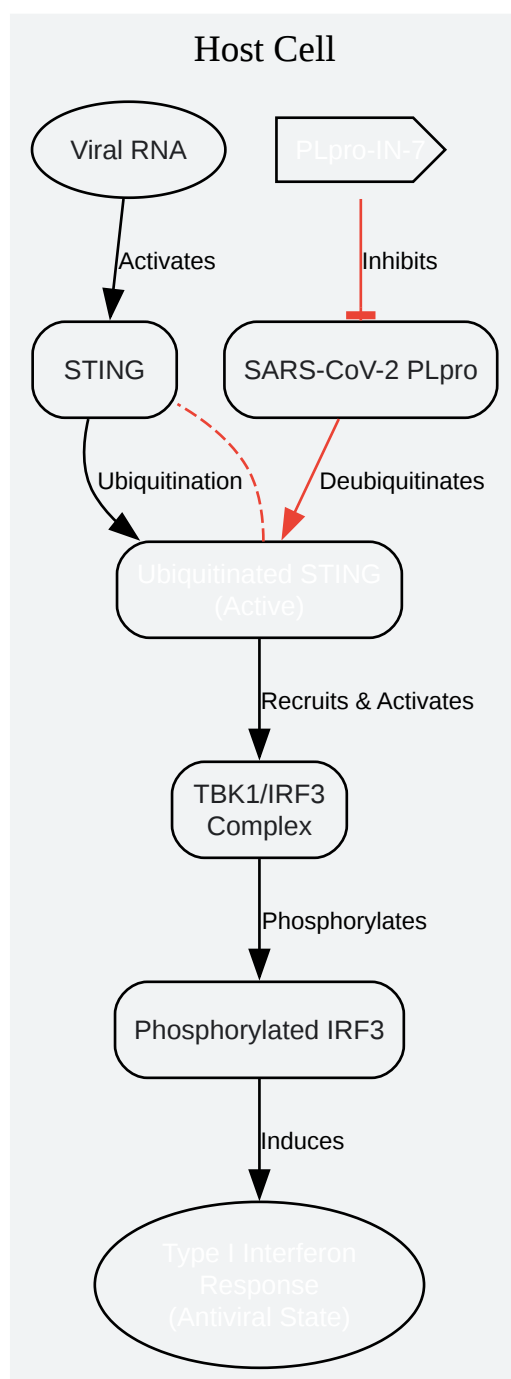 Host Cell
Viral RNA
PLpro-IN-7
Activates
Inhibits
STING
SARS-CoV-2 PLpro
Ubiquitination
Deubiquitinates
Ubiquitinated STING
(Active)
Recruits & Activates
TBK1/IRF3
Complex
Phosphorylates
Phosphorylated IRF3
Induces
Type I Interferon
Response
(Antiviral State)